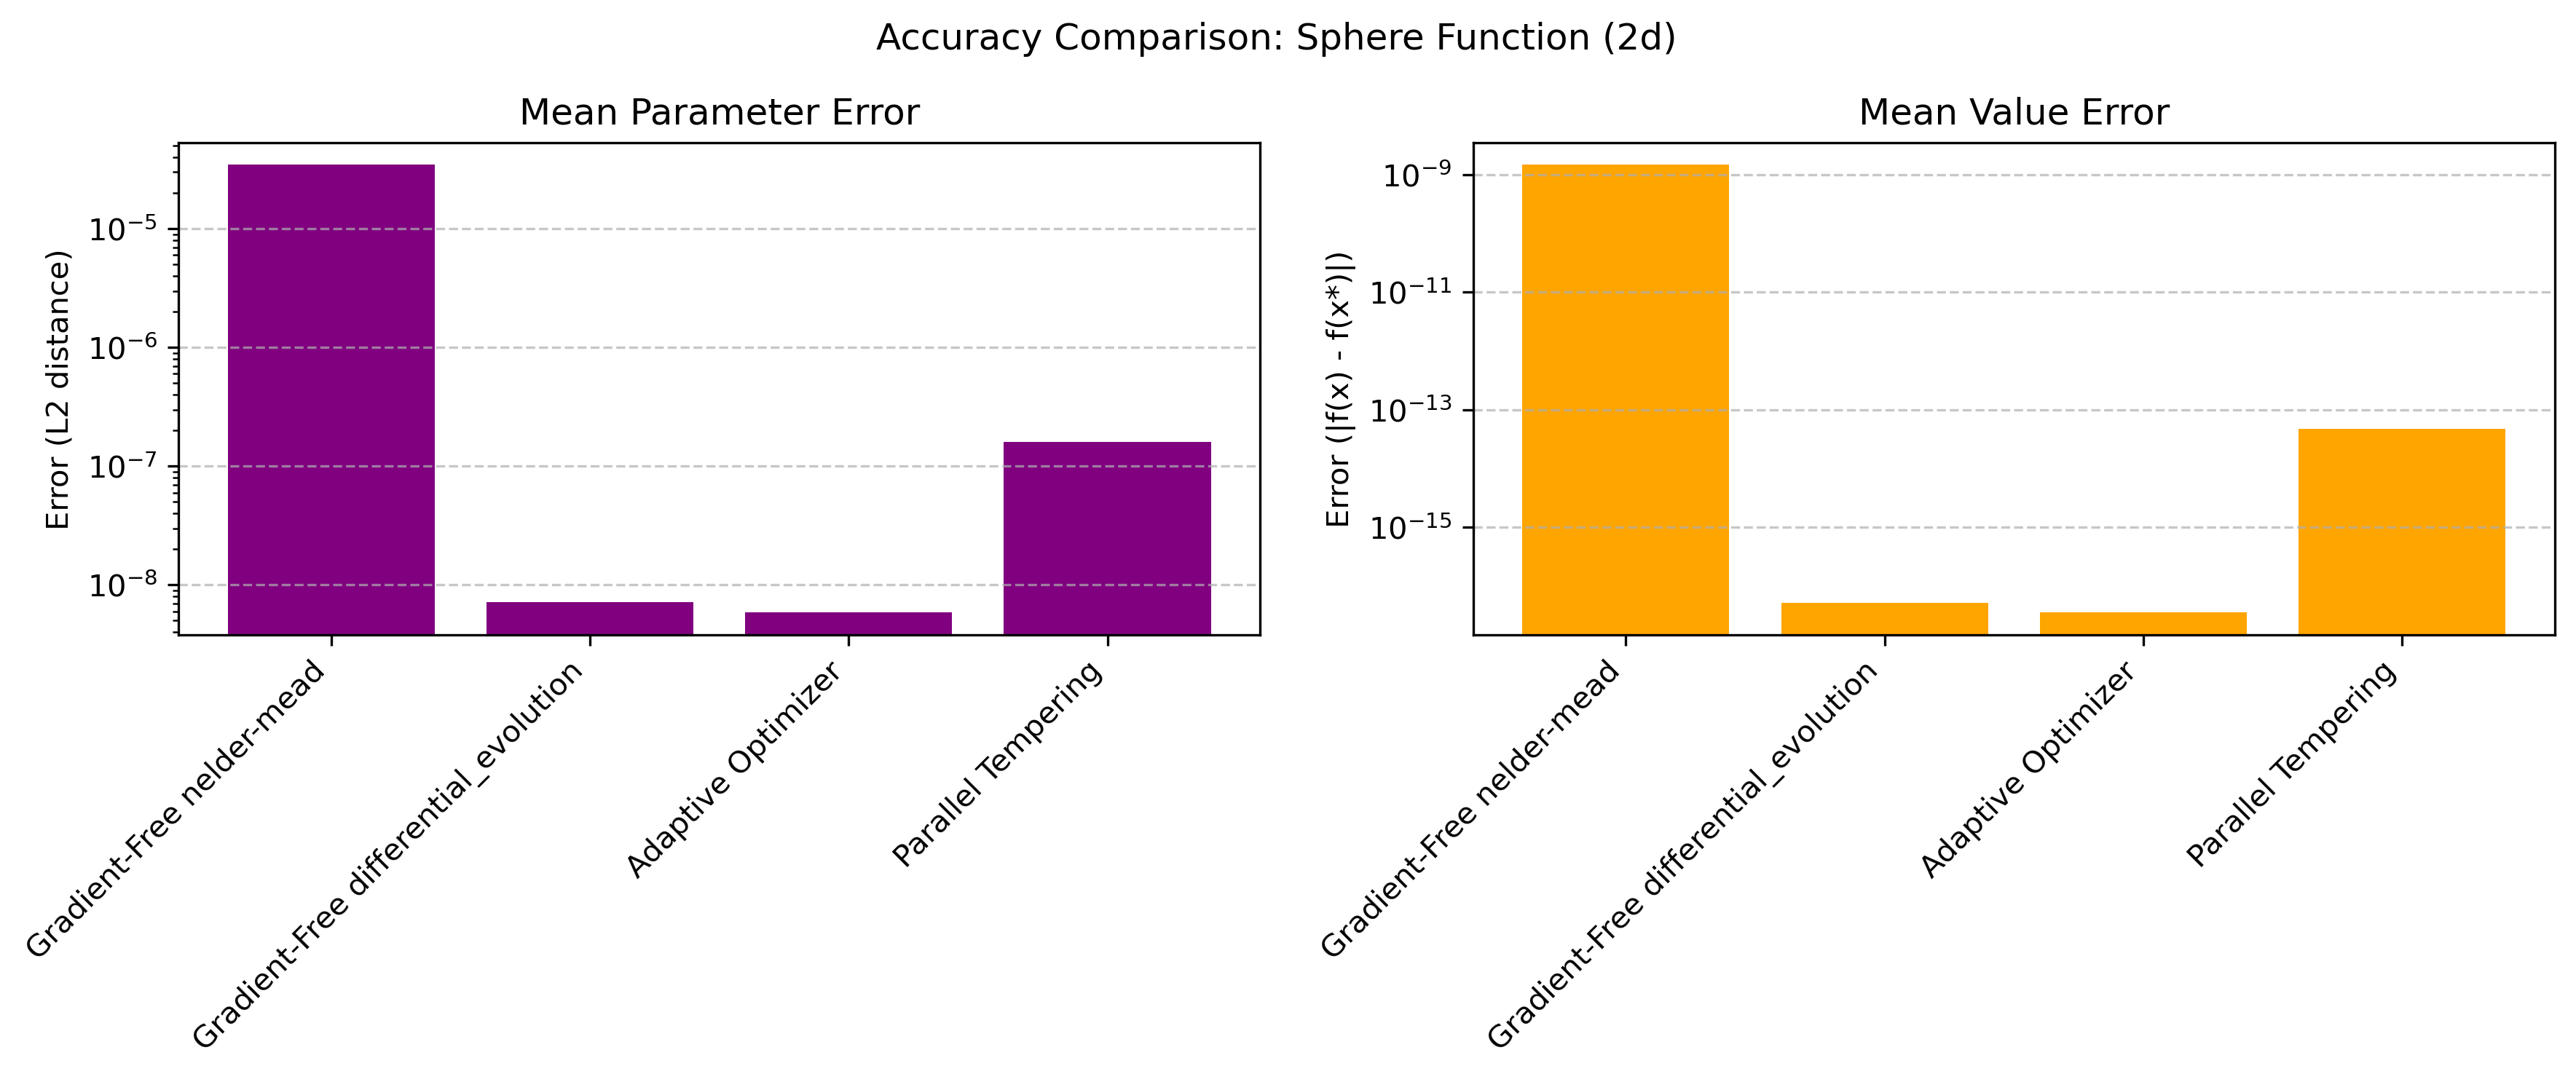 Accuracy Comparison: Sphere Function (2d)
Mean Parameter Error
Error (L2 distance)
10⁻⁵
10⁻⁶
10⁻⁷
10⁻⁸
Gradient-Free nelder-mead
Gradient-Free differential_evolution
Adaptive Optimizer
Parallel Tempering
Mean Value Error
Error (|f(x) - f(x*)|)
10⁻⁹
10⁻¹¹
10⁻¹³
10⁻¹⁵
Gradient-Free nelder-mead
Gradient-Free differential_evolution
Adaptive Optimizer
Parallel Tempering